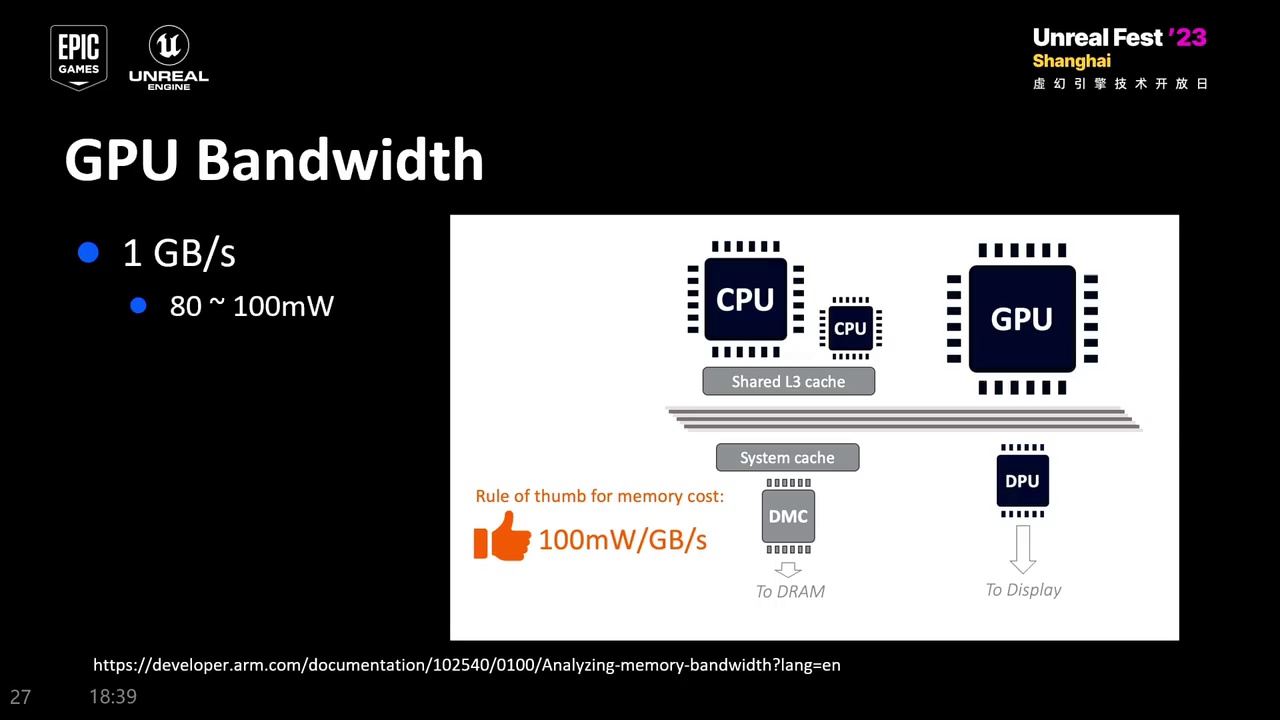 EPIC
GAMES
UNREAL
ENGINE
Unreal Fest '23
Shanghai
虚幻引擎技术开放日
GPU Bandwidth
1 GB/s
80 ~ 100mW
CPU
CPU
GPU
Shared L3 cache
System cache
DPU
Rule of thumb for memory cost:
DMC
100mW/GB/s
To DRAM
To Display
https://developer.arm.com/documentation/102540/0100/Analyzing-memory-bandwidth?lang=en
27
18:39